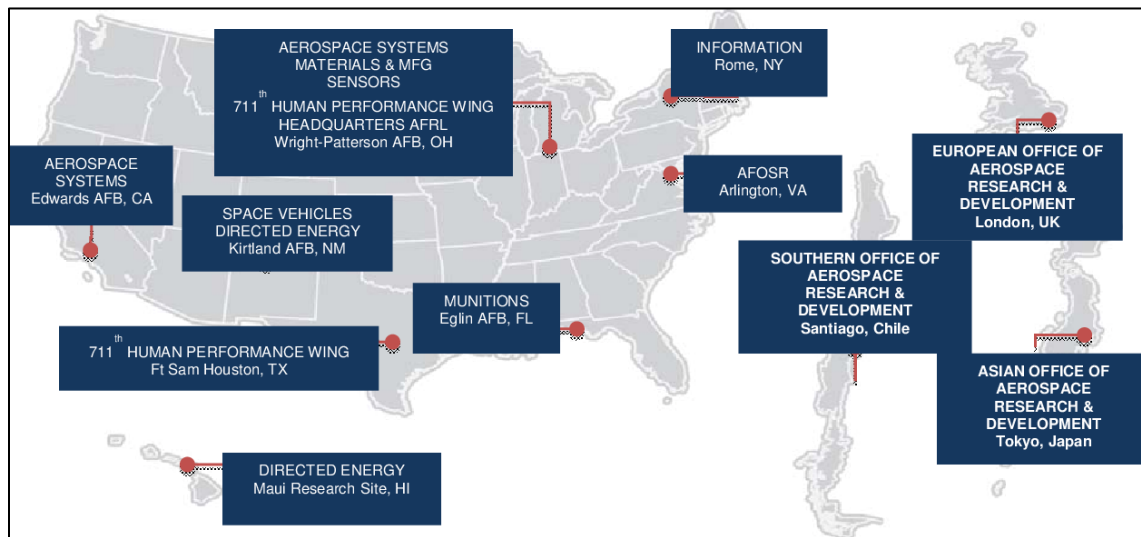 AEROSPACE SYSTEMS
MATERIALS & MFG
SENSORS
711th HUMAN PERFORMANCE WING
HEADQUARTERS AFRL
Wright-Patterson AFB, OH
INFORMATION
Rome, NY
AEROSPACE
SYSTEMS
Edwards AFB, CA
SPACE VEHICLES
DIRECTED ENERGY
Kirtland AFB, NM
AFOSR
Arlington, VA
EUROPEAN OFFICE OF
AEROSPACE
RESEARCH &
DEVELOPMENT
London, UK
MUNITIONS
Eglin AFB, FL
SOUTHERN OFFICE OF
AEROSPACE
RESEARCH &
DEVELOPMENT
Santiago, Chile
711th HUMAN PERFORMANCE WING
Ft Sam Houston, TX
ASIAN OFFICE OF
AEROSPACE
RESEARCH &
DEVELOPMENT
Tokyo, Japan
DIRECTED ENERGY
Maui Research Site, HI